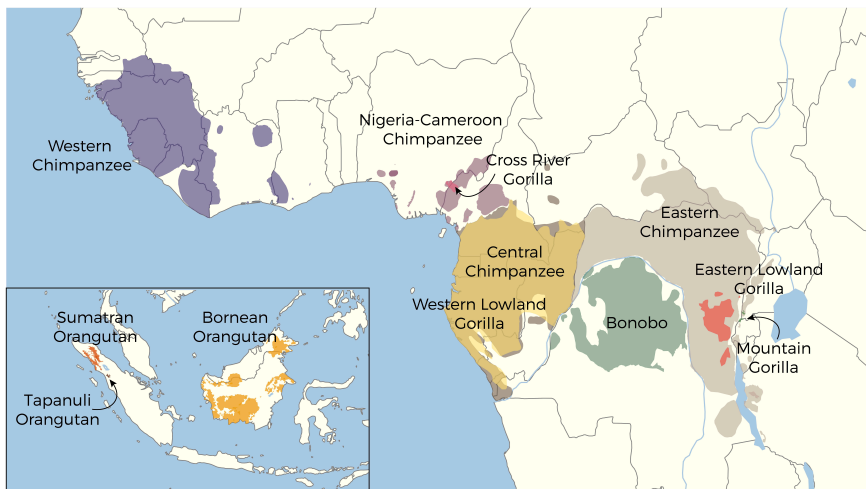 Nigeria-Cameroon
Chimpanzee
Western
Chimpanzee
Cross River
Gorilla
Eastern
Chimpanzee
Central
Chimpanzee
Eastern Lowland
Gorilla
Western Lowland
Gorilla
Bonobo
Mountain
Gorilla
Sumatran
Orangutan
Bornean
Orangutan
Tapanuli
Orangutan